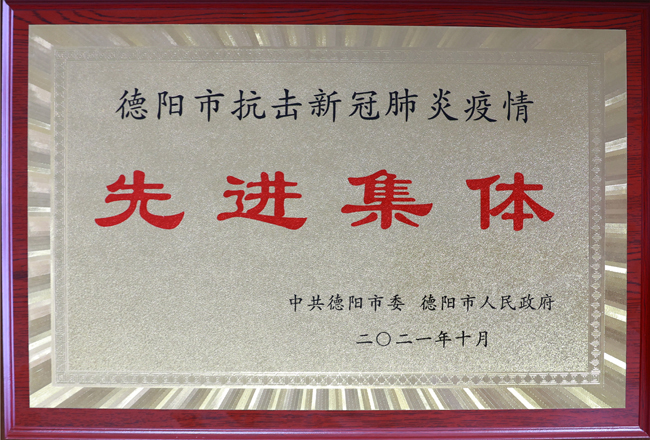 德阳市抗击新冠肺炎疫情
先进集体
中共德阳市委 德阳市人民政府
二〇二一年十月